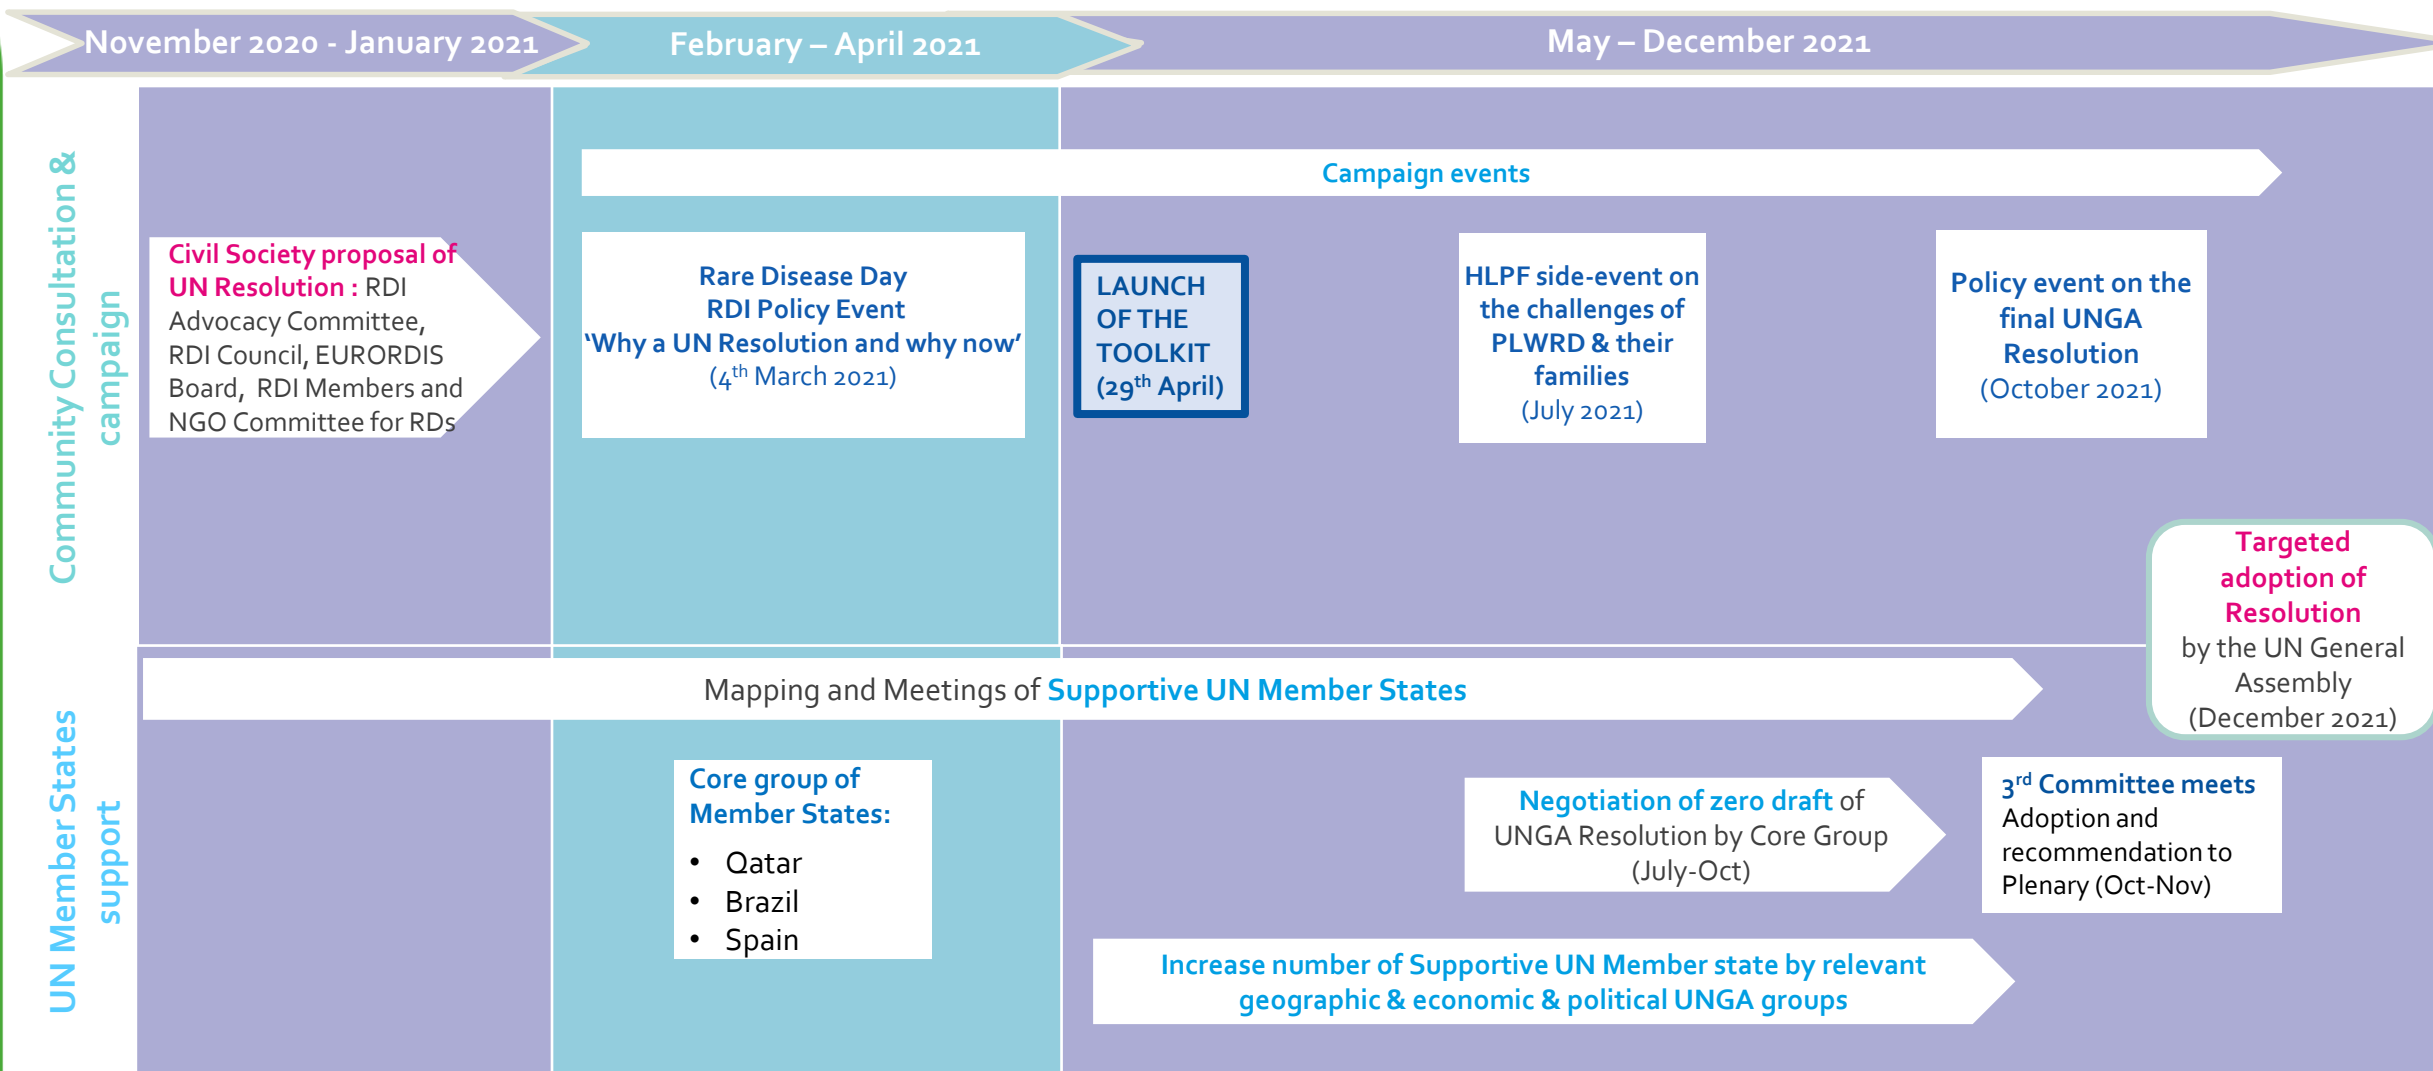 November 2020 - January 2021
February – April 2021
May – December 2021
Community Consultation &
campaign
Campaign events
Civil Society proposal of
UN Resolution : RDI
Advocacy Committee,
RDI Council, EURORDIS
Board, RDI Members and
NGO Committee for RDs
Rare Disease Day
RDI Policy Event
‘Why a UN Resolution and why now’
(4th March 2021)
LAUNCH
OF THE
TOOLKIT
(29th April)
HLPF side-event on
the challenges of
PLWRD & their
families
(July 2021)
Policy event on the
final UNGA
Resolution
(October 2021)
Targeted
adoption of
Resolution
by the UN General
Assembly
(December 2021)
UN Member States
support
Mapping and Meetings of Supportive UN Member States
Core group of
Member States:
• Qatar
• Brazil
• Spain
Negotiation of zero draft of
UNGA Resolution by Core Group
(July-Oct)
3rd Committee meets
Adoption and
recommendation to
Plenary (Oct-Nov)
Increase number of Supportive UN Member state by relevant
geographic & economic & political UNGA groups